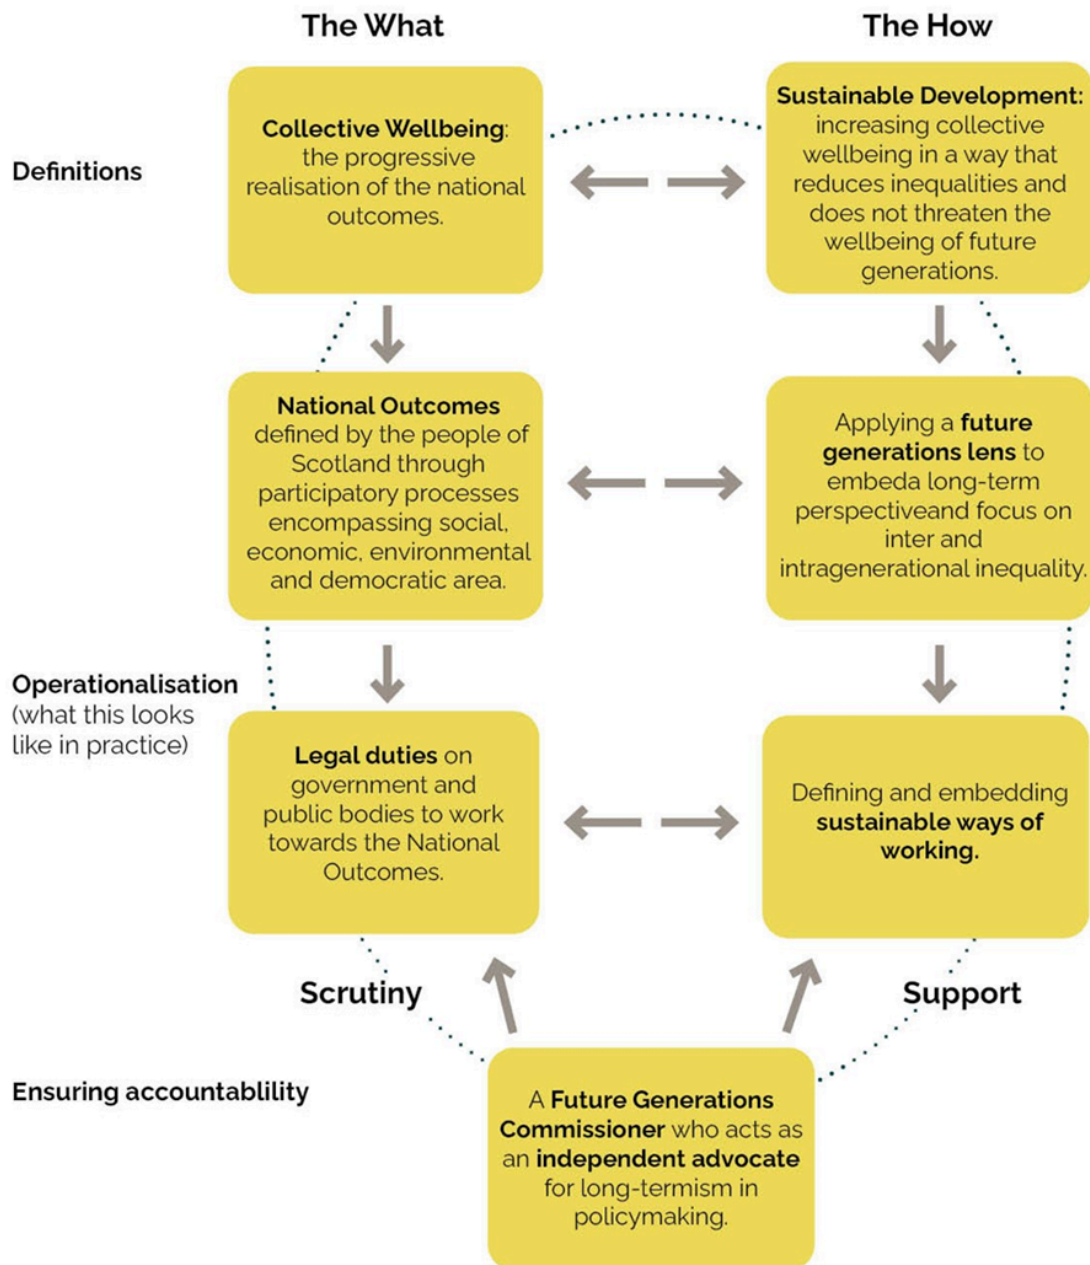 The What
The How
Definitions
Collective Wellbeing:
the progressive
realisation of the national
outcomes.
Sustainable Development:
increasing collective
wellbeing in a way that
reduces inequalities and
does not threaten the
wellbeing of future
generations.
National Outcomes
defined by the people of
Scotland through
participatory processes
encompassing social,
economic, environmental
and democratic area.
Applying a future
generations lens to
embeda long-term
perspectiveand focus on
inter and
intragenerational inequality.
Operationalisation
(what this looks
like in practice)
Legal duties on
government and
public bodies to work
towards the National
Outcomes.
Defining and embedding
sustainable ways of
working.
Scrutiny
Support
Ensuring accountablility
A Future Generations
Commissioner who acts as
an independent advocate
for long-termism in
policymaking.